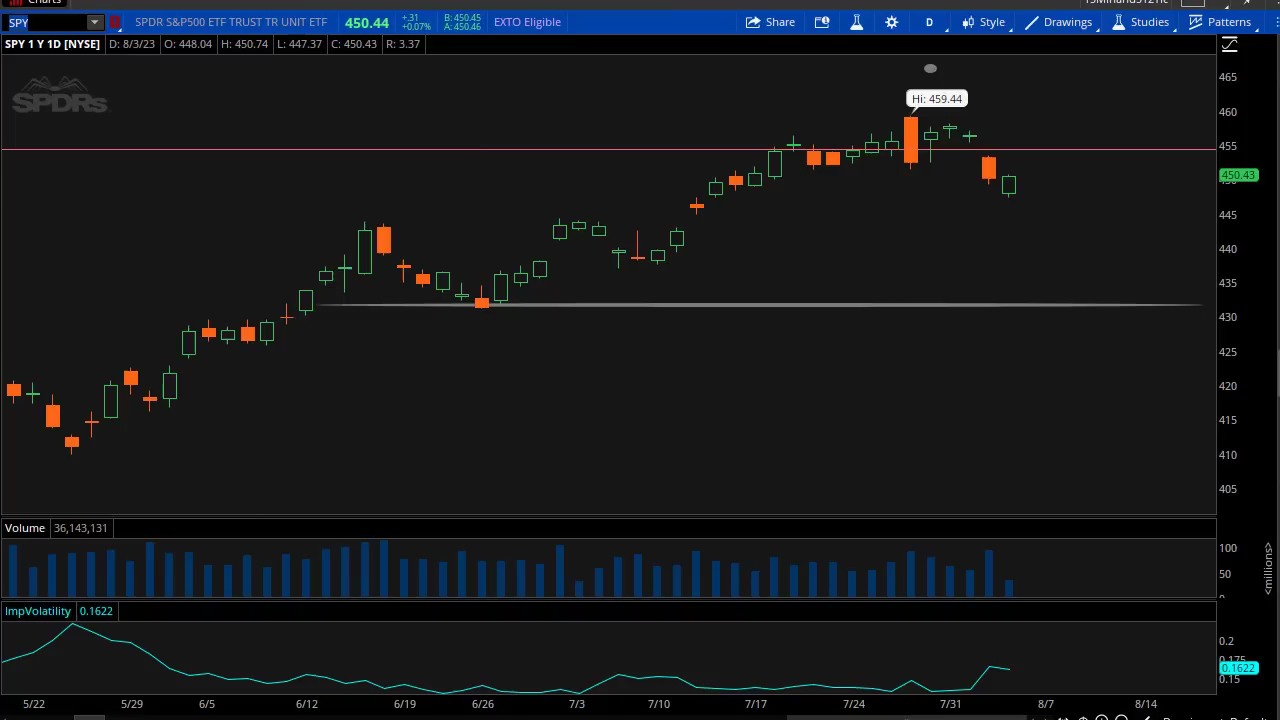 Charts
SPY
SPDR S&P500 ETF TRUST TR UNIT ETF
450.44
+.31
+0.07%
B: 450.45
A: 450.46
EXTO Eligible
Share
D
Style
Drawings
Studies
Patterns
SPY 1 Y 1D [NYSE]
D: 8/3/23
O: 448.04
H: 450.74
L: 447.37
C: 450.43
R: 3.37
SPDRs
Hi: 459.44
465
460
455
450.43
445
440
435
430
425
420
415
410
405
Volume
36,143,131
100
50
<millions>
ImpVolatility
0.1622
0.2
0.175
0.1622
0.15
5/22
5/29
6/5
6/12
6/19
6/26
7/3
7/10
7/17
7/24
7/31
8/7
8/14